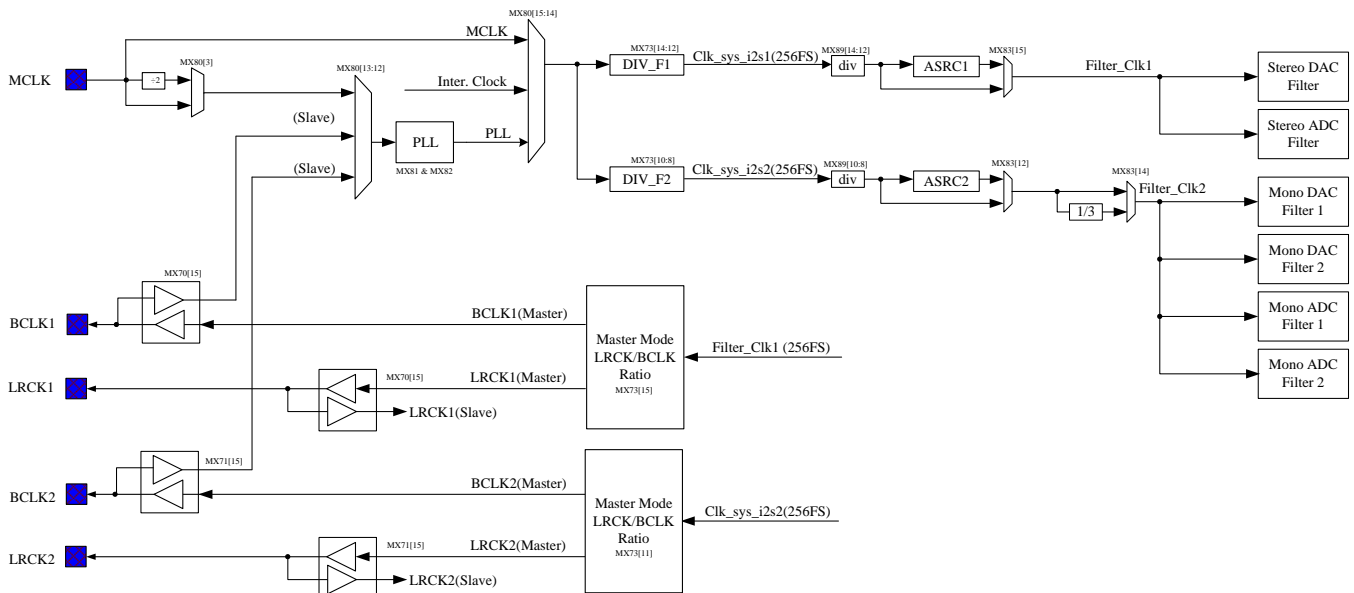 MX80[15:14]
MCLK
MX80[3]
MCLK
÷2
MX80[13:12]
Inter. Clock
(Slave)
(Slave)
PLL
MX81 & MX82
PLL
MX73[14:12]
DIV_F1
Clk_sys_i2s1(256FS)
MX89[14:12]
div
ASRC1
MX83[15]
Filter_Clk1
Stereo DAC
Filter
Stereo ADC
Filter
MX73[10:8]
DIV_F2
Clk_sys_i2s2(256FS)
MX89[10:8]
div
ASRC2
MX83[12]
1/3
MX83[14]
Filter_Clk2
Mono DAC
Filter 1
Mono DAC
Filter 2
Mono ADC
Filter 1
Mono ADC
Filter 2
MX70[15]
BCLK1
BCLK1(Master)
Master Mode
LRCK/BCLK
Ratio
MX73[15]
Filter_Clk1 (256FS)
LRCK1
MX70[15]
LRCK1(Master)
LRCK1(Slave)
MX71[15]
BCLK2
BCLK2(Master)
Master Mode
LRCK/BCLK
Ratio
MX73[11]
Clk_sys_i2s2(256FS)
LRCK2
MX71[15]
LRCK2(Master)
LRCK2(Slave)